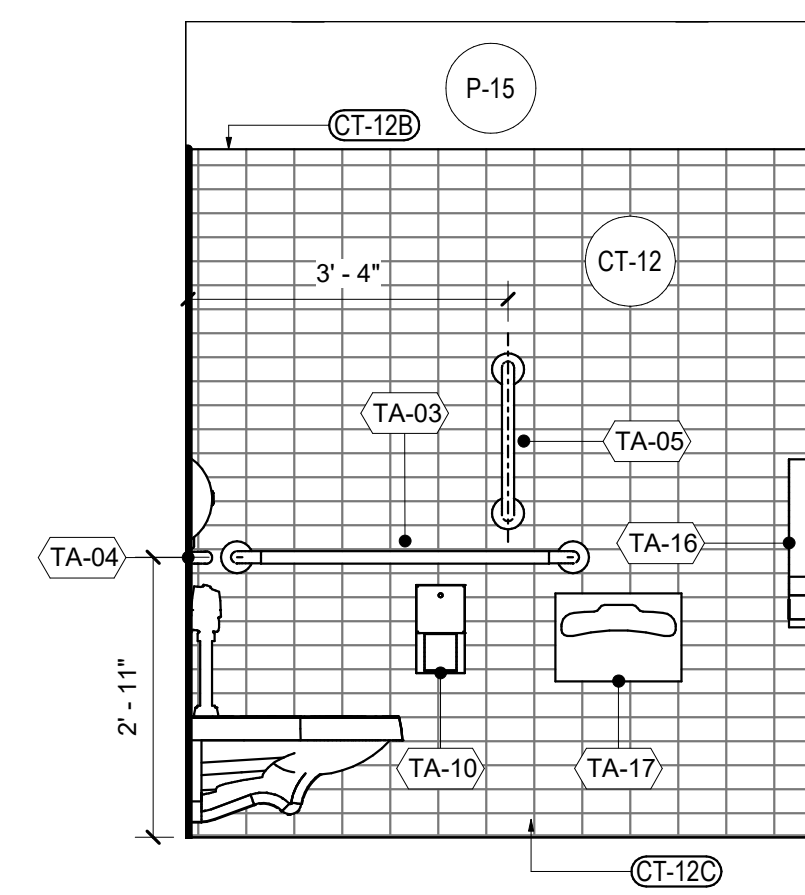 P-15
CT-12B
CT-12
3' - 4"
TA-03
TA-05
TA-16
TA-04
2' - 11"
TA-10
TA-17
CT-12C